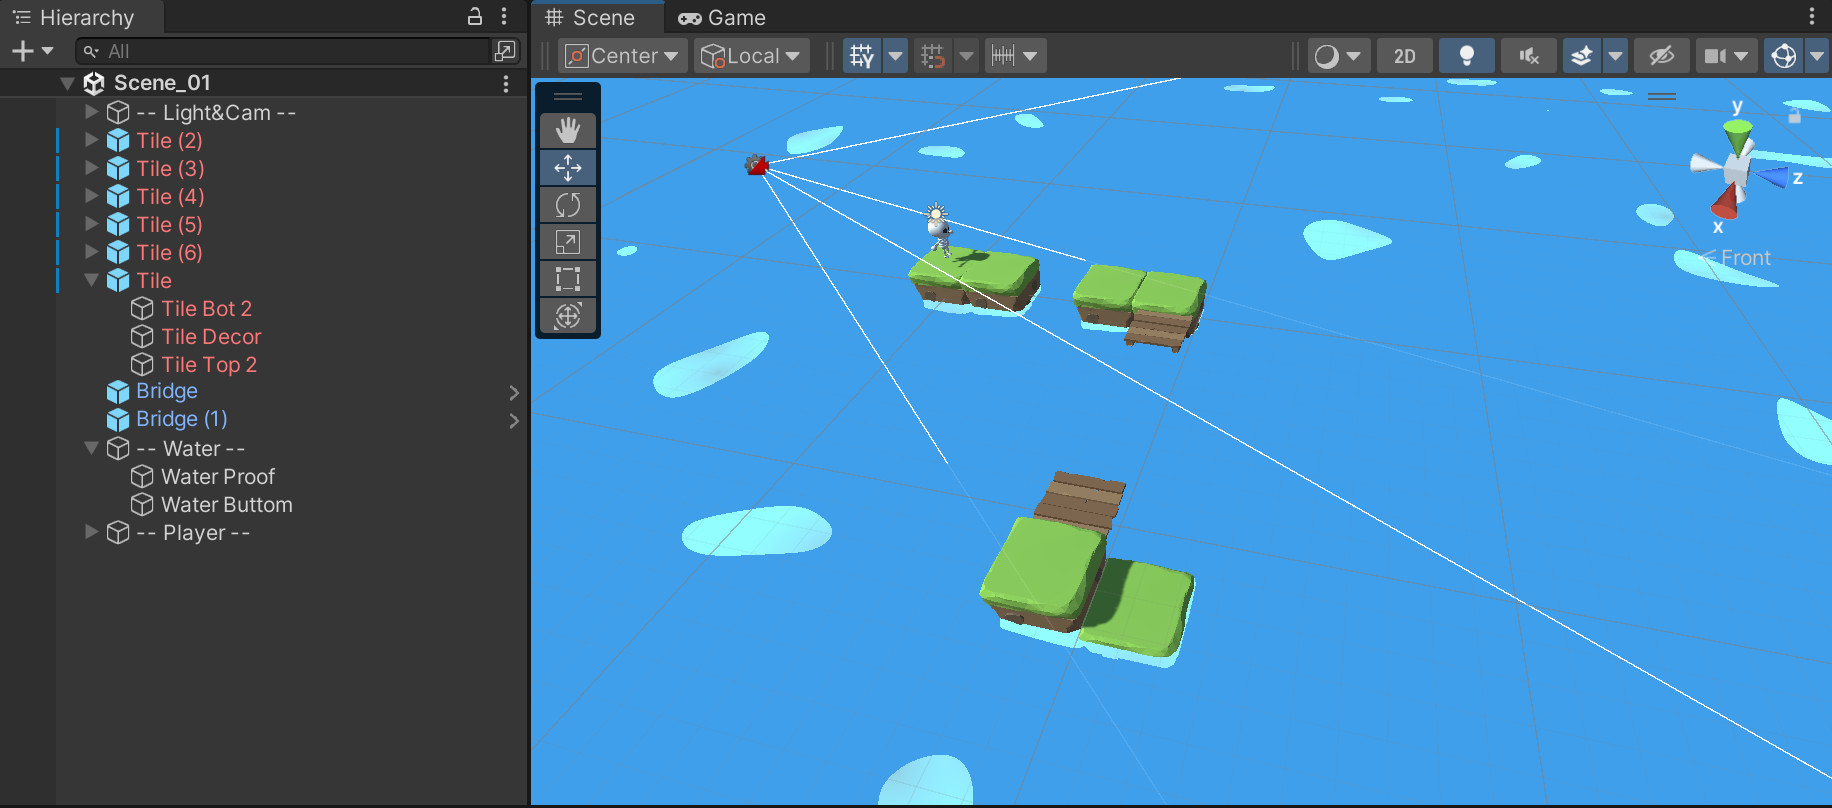 Hierarchy
All
Scene_01
-- Light&Cam --
Tile (2)
Tile (3)
Tile (4)
Tile (5)
Tile (6)
Tile
Tile Bot 2
Tile Decor
Tile Top 2
Bridge
Bridge (1)
-- Water --
Water Proof
Water Buttom
-- Player --
Scene
Game
Center
Local
2D
y
z
x
Front